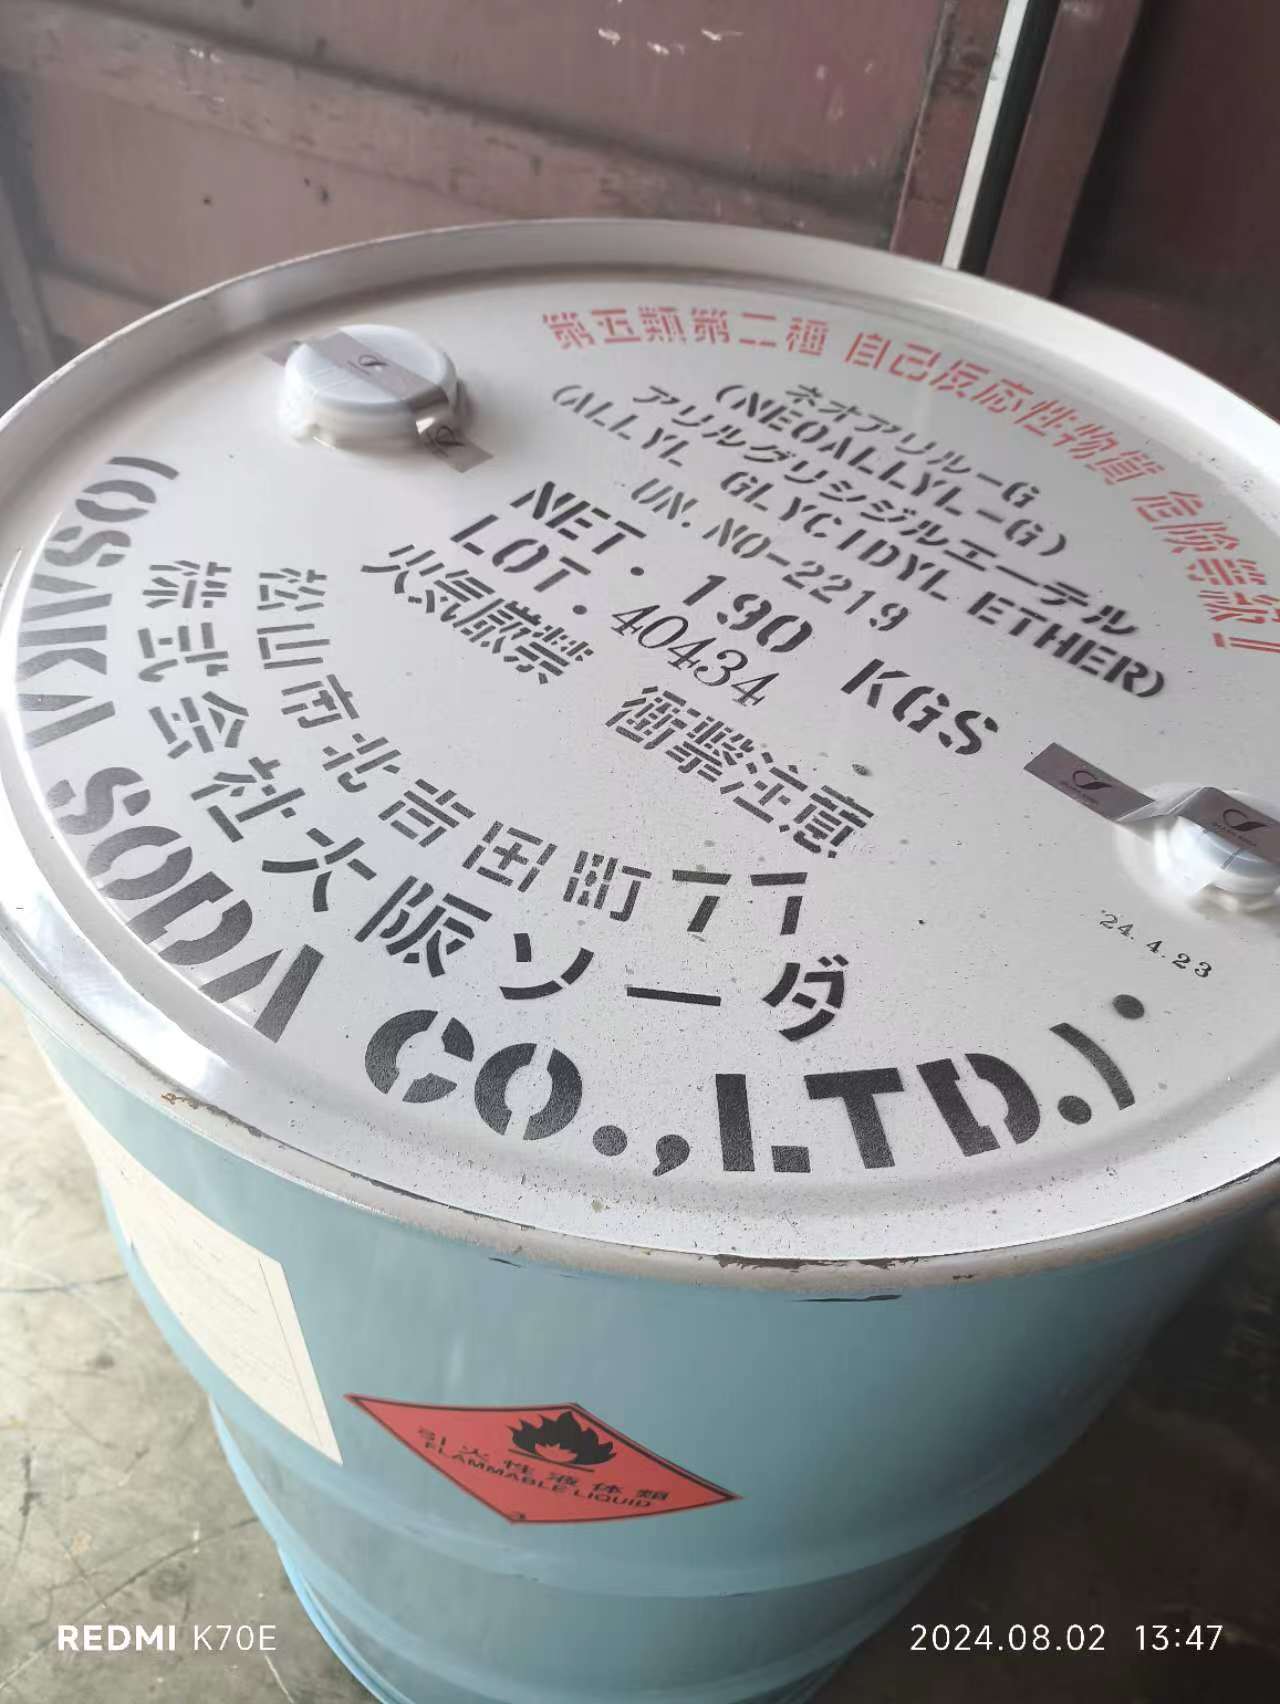 第五類第二種 自己反応性物質 危険等級 II
ネオアリル-G
(NEOALLYL-G)
アリルグリシジルエーテル
(ALLYL GLYCIDYL ETHER)
UN. NO-2219
NET. 190 KGS
LOT. 40434
火気厳禁 衝撃注意
'24.4.23
松山市北吉田町77
株式会社大阪ソーダ
(OSAKA SODA CO.,LTD.)
引火性液体類
FLAMMABLE LIQUID
3
REDMI K70E
2024.08.02 13:47